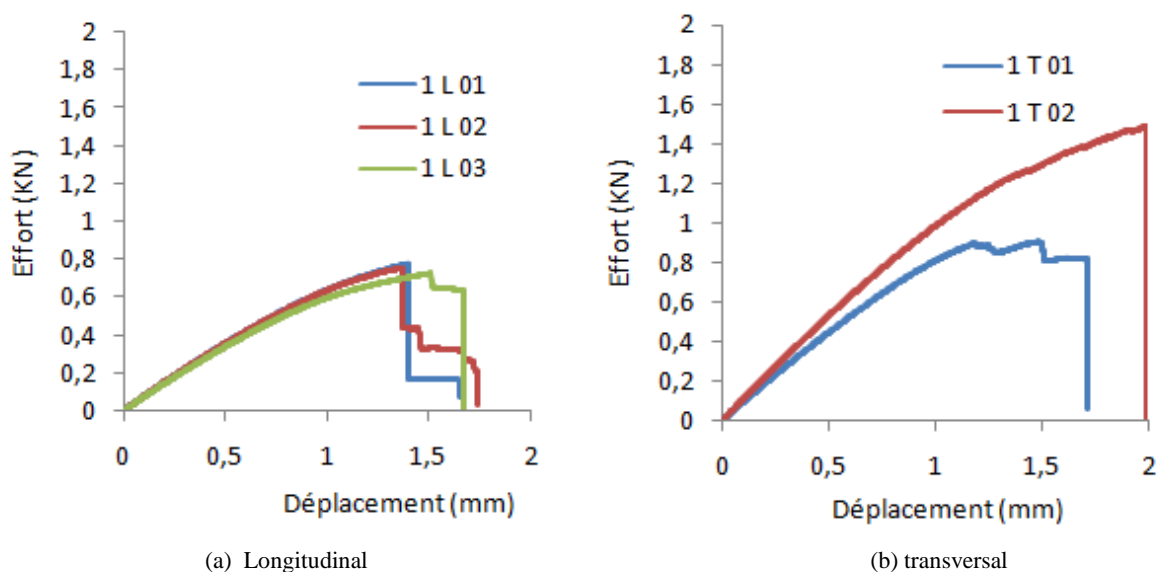 2
1,8
1,6
1,4
1,2
1
0,8
0,6
0,4
0,2
0
Effort (KN)
1 L 01
1 L 02
1 L 03
0 0,5 1 1,5 2
Déplacement (mm)
(a) Longitudinal
2
1,8
1,6
1,4
1,2
1
0,8
0,6
0,4
0,2
0
Effort (KN)
1 T 01
1 T 02
0 0,5 1 1,5 2
Déplacement (mm)
(b) transversal